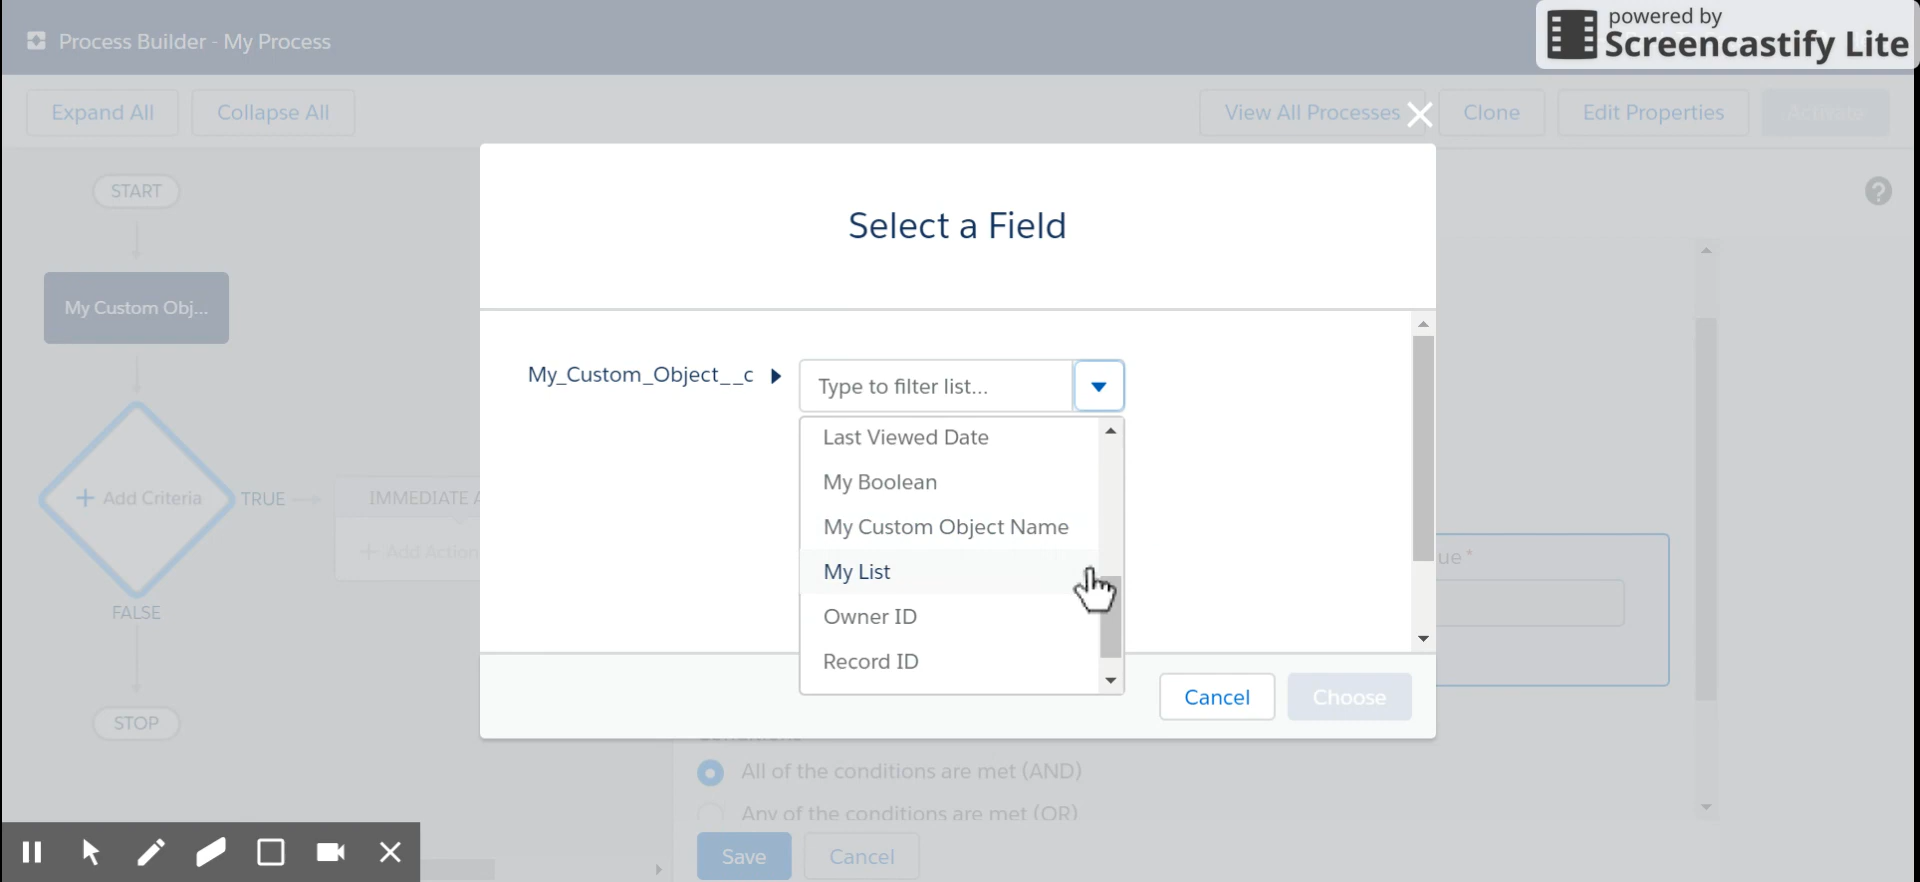 powered by
Screencastify Lite
Process Builder - My Process
Expand All
Collapse All
View All Processes
Clone
Edit Properties
Activate
START
Select a Field
My Custom Obj...
My_Custom_Object__c
Type to filter list...
Last Viewed Date
My Boolean
My Custom Object Name
My List
Owner ID
Record ID
+ Add Criteria
TRUE
IMMEDIATE A
+ Add Action
ue *
FALSE
Cancel
Choose
STOP
All of the conditions are met (AND)
Any of the conditions are met (OR)
Save
Cancel